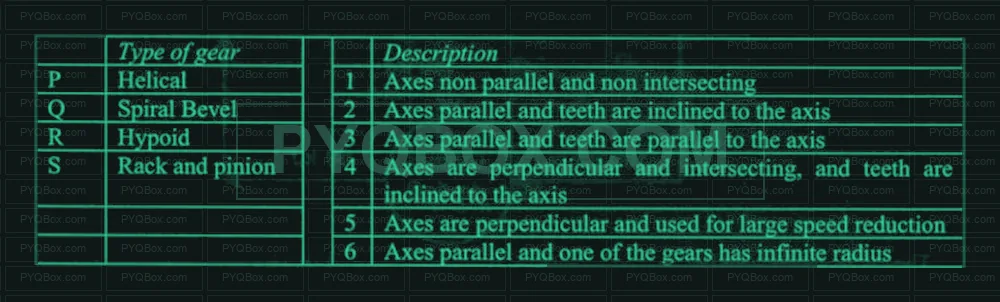 Type of gear Description
P Helical 1 Axes non parallel and non intersecting
Q Spiral Bevel 2 Axes parallel and teeth are inclined to the axis
R Hypoid 3 Axes parallel and teeth are parallel to the axis
S Rack and pinion 4 Axes are perpendicular and intersecting, and teeth are
inclined to the axis
5 Axes are perpendicular and used for large speed reduction
6 Axes parallel and one of the gears has infinite radius
PYQBOX.COM